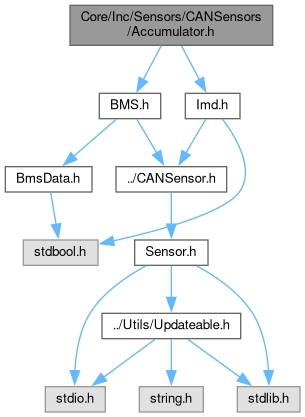 Core/Inc/Sensors/CANSensors
/Accumulator.h
BMS.h
Imd.h
BmsData.h
../CANSensor.h
stdbool.h
Sensor.h
../Utils/Updateable.h
stdio.h
string.h
stdlib.h